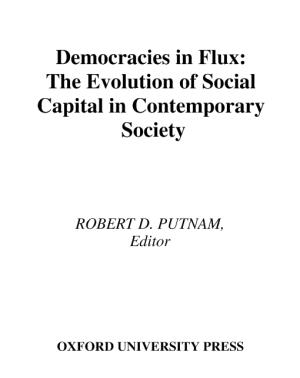 Democracies in Flux:
The Evolution of Social
Capital in Contemporary
Society
ROBERT D. PUTNAM,
Editor
OXFORD UNIVERSITY PRESS